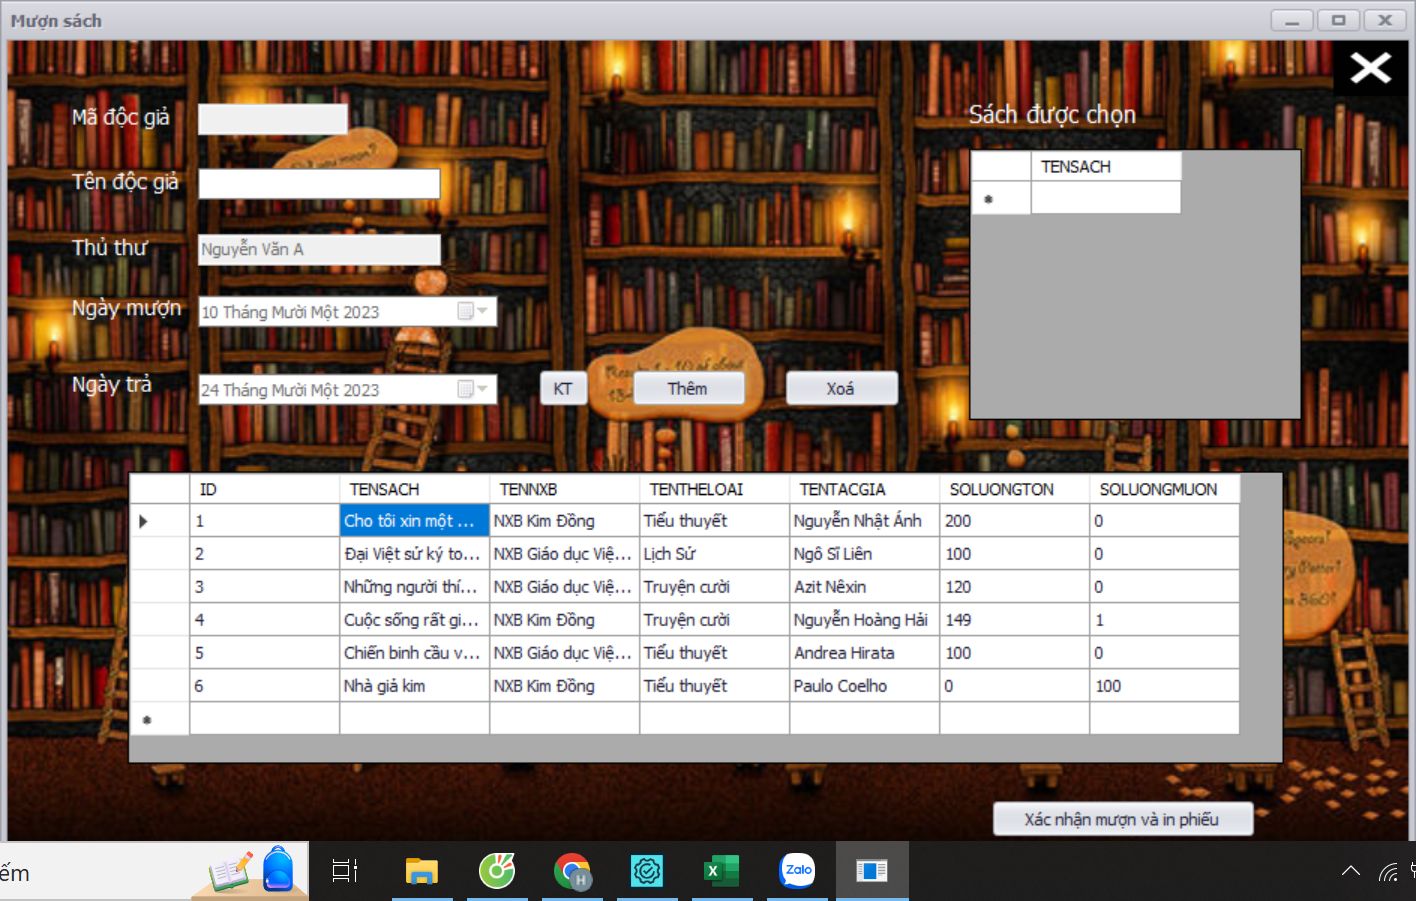 Mượn sách
Mã độc giả
Tên độc giả
Thủ thư
Nguyễn Văn A
Ngày mượn
10 Tháng Mười Một 2023
Ngày trả
24 Tháng Mười Một 2023
KT
Thêm
Xoá
Sách được chọn
TENSACH
ID TENSACH TENNXB TENTHELOAI TENTACGIA SOLUONGTON SOLUONGMUON
1 Cho tôi xin một ... NXB Kim Đồng Tiểu thuyết Nguyễn Nhật Ánh 200 0
2 Đại Việt sử ký to... NXB Giáo dục Việ... Lịch Sử Ngô Sĩ Liên 100 0
3 Những người thí... NXB Giáo dục Việ... Truyện cười Azit Nêxin 120 0
4 Cuộc sống rất gi... NXB Kim Đồng Truyện cười Nguyễn Hoàng Hải 149 1
5 Chiến binh cầu v... NXB Giáo dục Việ... Tiểu thuyết Andrea Hirata 100 0
6 Nhà giả kim NXB Kim Đồng Tiểu thuyết Paulo Coelho 0 100
Xác nhận mượn và in phiếu
ếm
H
X
Zalo